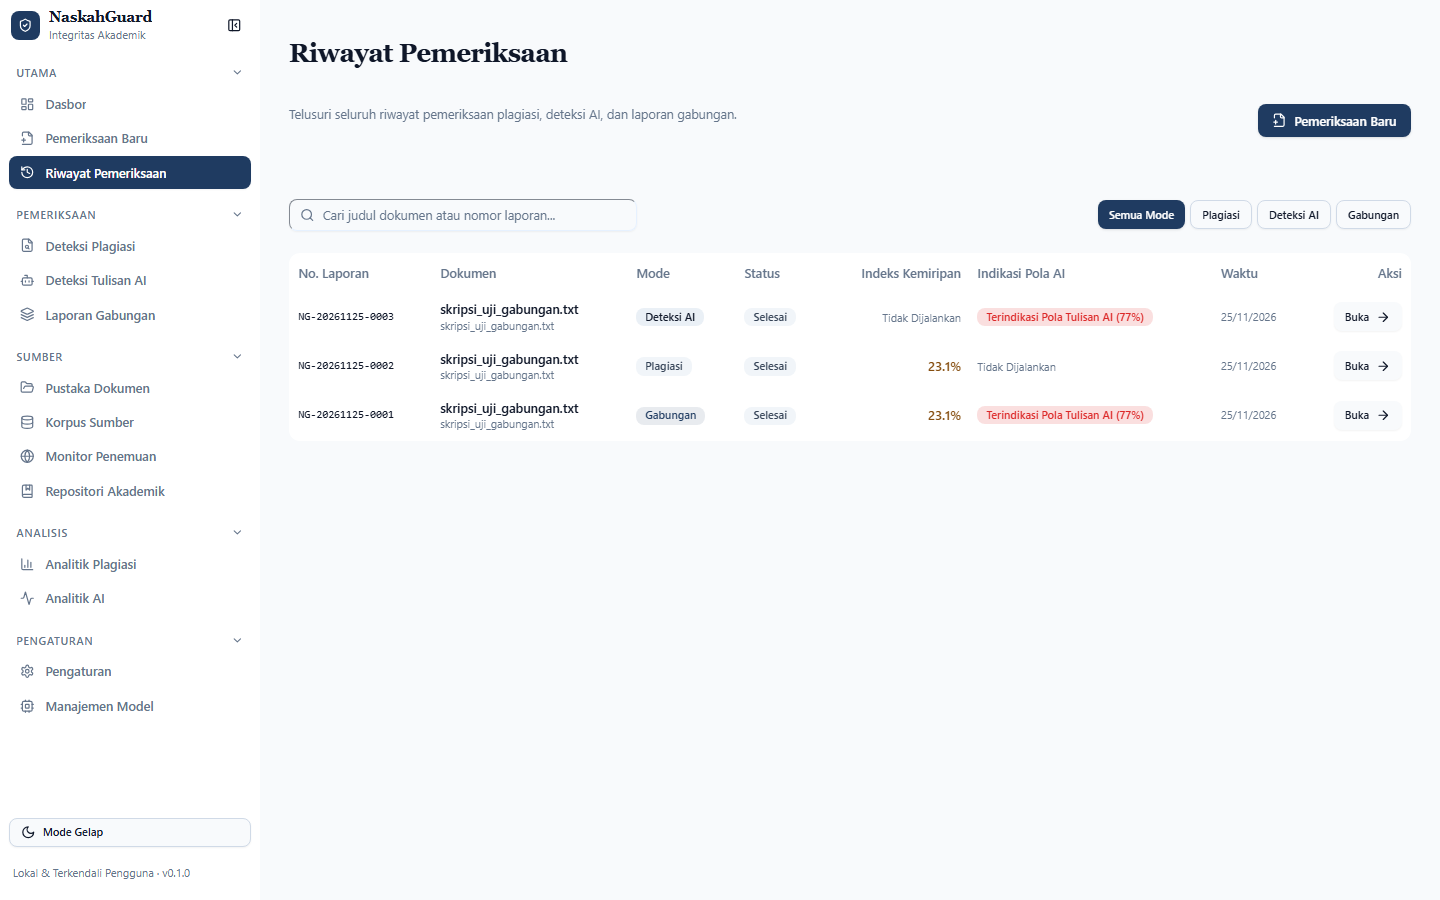 NaskahGuard
Integritas Akademik
UTAMA
Dasbor
Pemeriksaan Baru
Riwayat Pemeriksaan
PEMERIKSAAN
Deteksi Plagiasi
Deteksi Tulisan AI
Laporan Gabungan
SUMBER
Pustaka Dokumen
Korpus Sumber
Monitor Penemuan
Repositori Akademik
ANALISIS
Analitik Plagiasi
Analitik AI
PENGATURAN
Pengaturan
Manajemen Model
Mode Gelap
Lokal & Terkendali Pengguna · v0.1.0
Riwayat Pemeriksaan
Telusuri seluruh riwayat pemeriksaan plagiasi, deteksi AI, dan laporan gabungan.
Pemeriksaan Baru
Cari judul dokumen atau nomor laporan...
Semua Mode Plagiasi Deteksi AI Gabungan
No. Laporan Dokumen Mode Status Indeks Kemiripan Indikasi Pola AI Waktu Aksi
NG-20261125-0003 skripsi_uji_gabungan.txt Deteksi AI Selesai Tidak Dijalankan Terindikasi Pola Tulisan AI (77%) 25/11/2026 Buka
skripsi_uji_gabungan.txt
NG-20261125-0002 skripsi_uji_gabungan.txt Plagiasi Selesai 23.1% Tidak Dijalankan 25/11/2026 Buka
skripsi_uji_gabungan.txt
NG-20261125-0001 skripsi_uji_gabungan.txt Gabungan Selesai 23.1% Terindikasi Pola Tulisan AI (77%) 25/11/2026 Buka
skripsi_uji_gabungan.txt